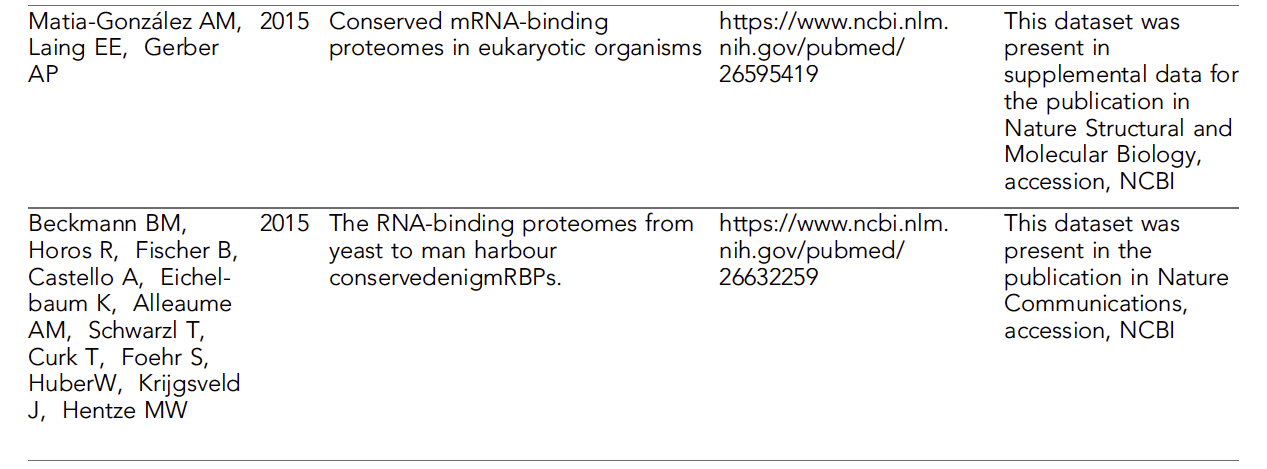 Matia-González AM, 2015 Conserved mRNA-binding https://www.ncbi.nlm. This dataset was
Laing EE, Gerber proteomes in eukaryotic organisms nih.gov/pubmed/ present in
AP 26595419 supplemental data for
the publication in
Nature Structural and
Molecular Biology,
accession, NCBI
Beckmann BM, 2015 The RNA-binding proteomes from https://www.ncbi.nlm. This dataset was
Horos R, Fischer B, yeast to man harbour nih.gov/pubmed/ present in the
Castello A, Eichel- conservedenigmRBPs. 26632259 publication in Nature
baum K, Alleaume Communications,
AM, Schwarzl T, accession, NCBI
Curk T, Foehr S,
HuberW, Krijgsveld
J, Hentze MW